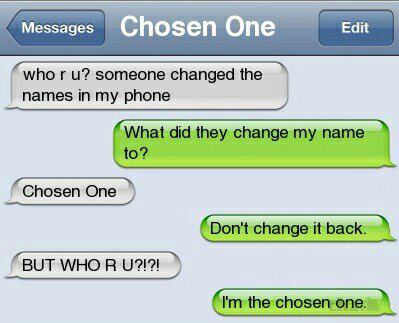 Messages
Chosen One
Edit
who r u? someone changed the
names in my phone
What did they change my name
to?
Chosen One
Don't change it back.
BUT WHO R U?!?!
I'm the chosen one.